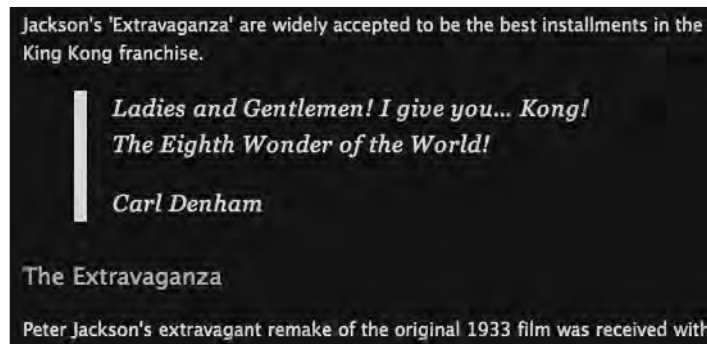 Jackson's 'Extravaganza' are widely accepted to be the best installments in the
King Kong franchise.
Ladies and Gentlemen! I give you... Kong!
The Eighth Wonder of the World!
Carl Denham
The Extravaganza
Peter Jackson's extravagant remake of the original 1933 film was received with